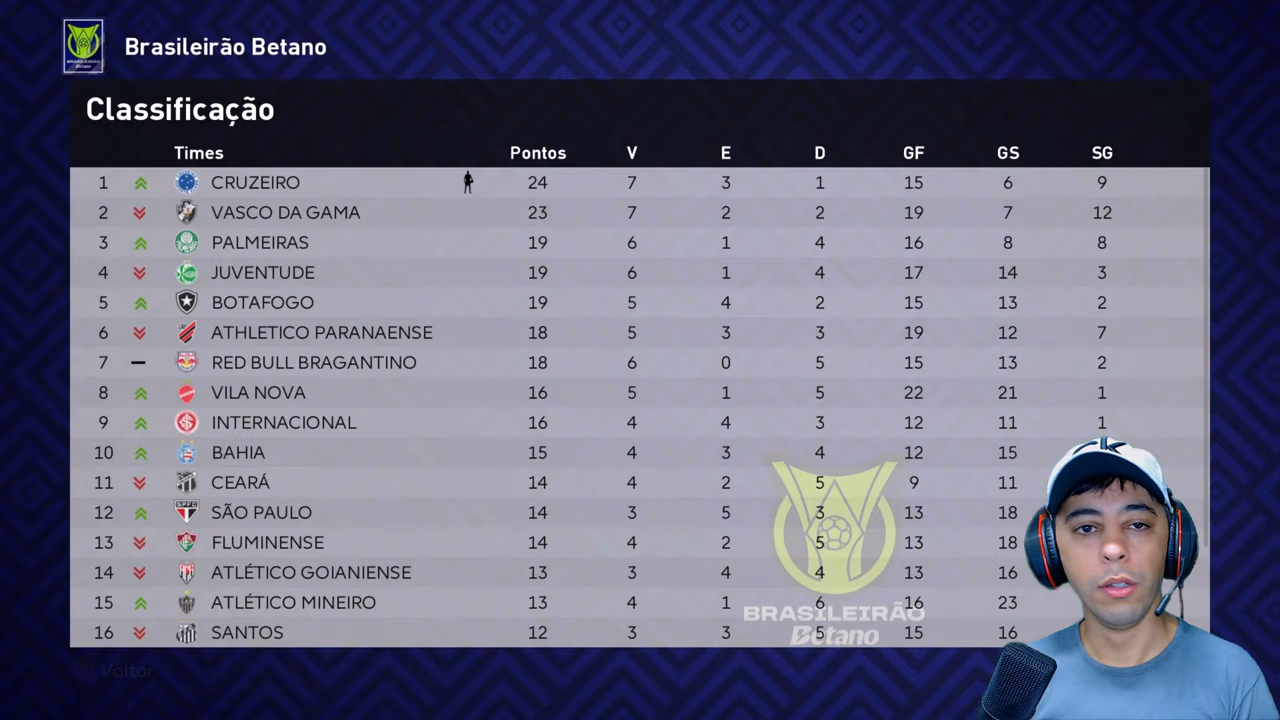 Brasileirão Betano
Classificação
Times Pontos V E D GF GS SG
1 CRUZEIRO 24 7 3 1 15 6 9
2 VASCO DA GAMA 23 7 2 2 19 7 12
3 PALMEIRAS 19 6 1 4 16 8 8
4 JUVENTUDE 19 6 1 4 17 14 3
5 BOTAFOGO 19 5 4 2 15 13 2
6 ATHLETICO PARANAENSE 18 5 3 3 19 12 7
7 RED BULL BRAGANTINO 18 6 0 5 15 13 2
8 VILA NOVA 16 5 1 5 22 21 1
9 INTERNACIONAL 16 4 4 3 12 11 1
10 BAHIA 15 4 3 4 12 15
11 CEARÁ 14 4 2 5 9 11
12 SÃO PAULO 14 3 5 3 13 18
13 FLUMINENSE 14 4 2 5 13 18
14 ATLÉTICO GOIANIENSE 13 3 4 4 13 16
15 ATLÉTICO MINEIRO 13 4 1 6 16 23
16 SANTOS 12 3 3 5 15 16
BRASILEIRÃO
Betano
Voltar